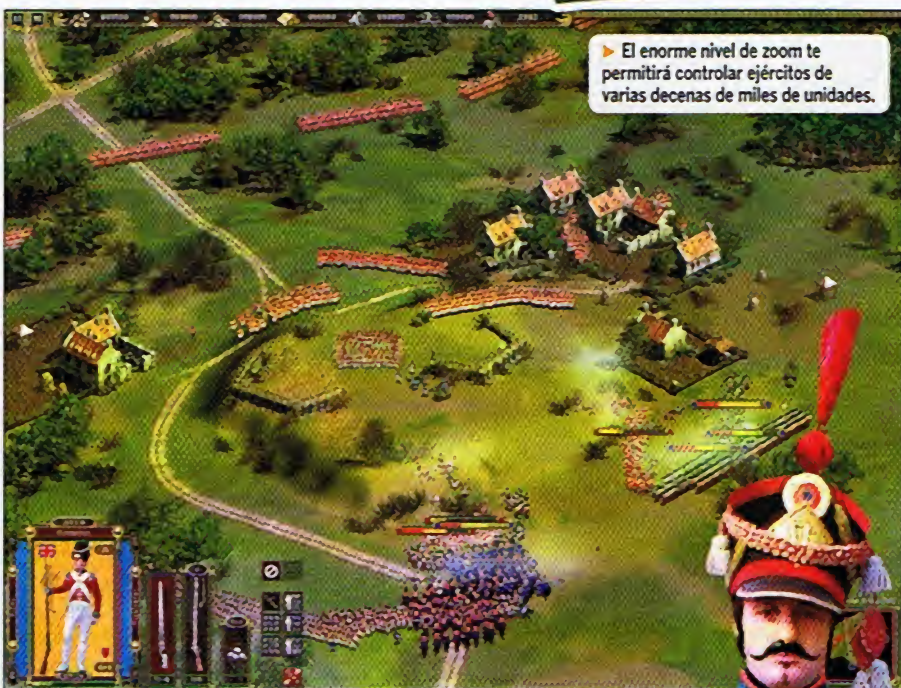 El enorme nivel de zoom te
permitirá controlar ejércitos de
varias decenas de miles de unidades.